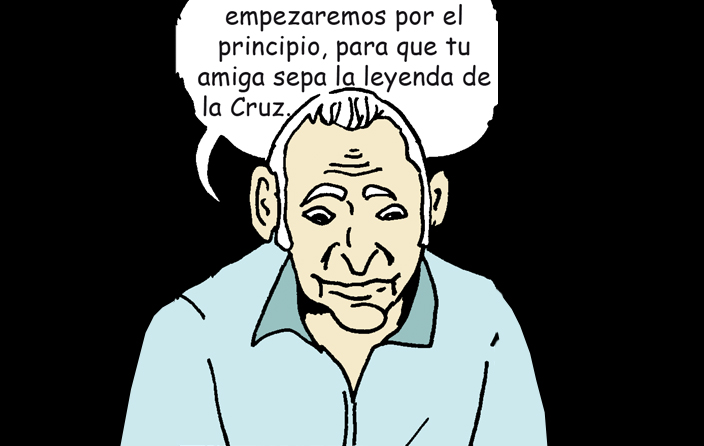 empezaremos por el
principio, para que tu
amiga sepa la leyenda de
la Cruz.